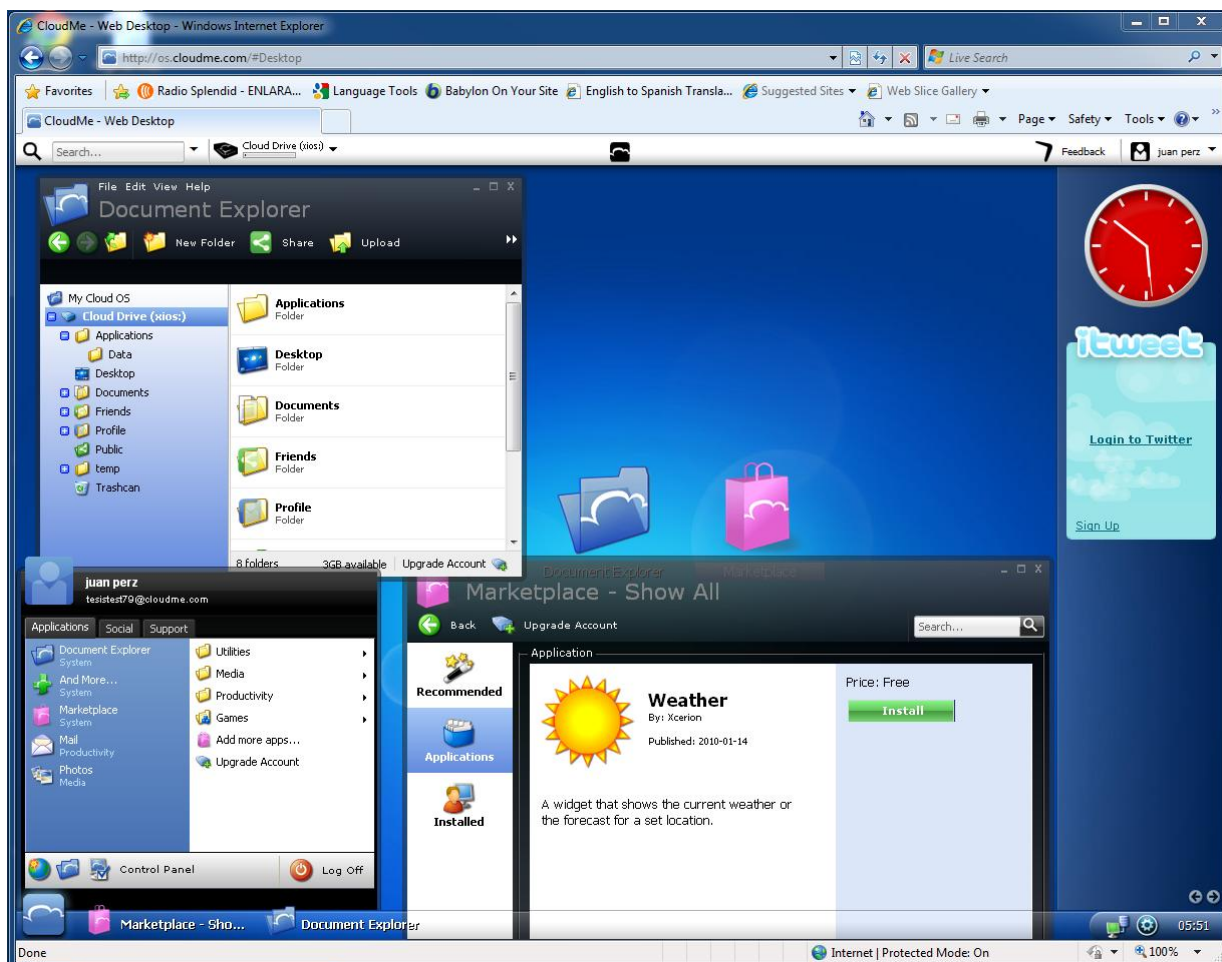 CloudMe - Web Desktop - Windows Internet Explorer
http://os.cloudme.com/#Desktop
Live Search
Favorites
Radio Splendid - ENLARA...
Language Tools
Babylon On Your Site
English to Spanish Transla...
Suggested Sites
Web Slice Gallery
CloudMe - Web Desktop
Page
Safety
Tools
Search...
Cloud Drive (xios:)
Feedback
juan perz
File Edit View Help
Document Explorer
New Folder
Share
Upload
My Cloud OS
Cloud Drive (xios:)
Applications
Data
Desktop
Documents
Friends
Profile
Public
temp
Trashcan
Applications
Folder
Desktop
Folder
Documents
Folder
Friends
Folder
Profile
Folder
8 folders
3GB available
Upgrade Account
itweet
Login to Twitter
Sign Up
Document Explorer
Marketplace
juan perz
tesistest79@cloudme.com
Applications
Social
Support
Document Explorer
System
And More...
System
Marketplace
System
Mail
Productivity
Photos
Media
Utilities
Media
Productivity
Games
Add more apps...
Upgrade Account
Control Panel
Log Off
Marketplace - Show All
Back
Upgrade Account
Search...
Recommended
Applications
Installed
Application
Weather
By: Xcerion
Published: 2010-01-14
A widget that shows the current weather or
the forecast for a set location.
Price: Free
Install
Marketplace - Sho...
Document Explorer
05:51
Done
Internet | Protected Mode: On
100%